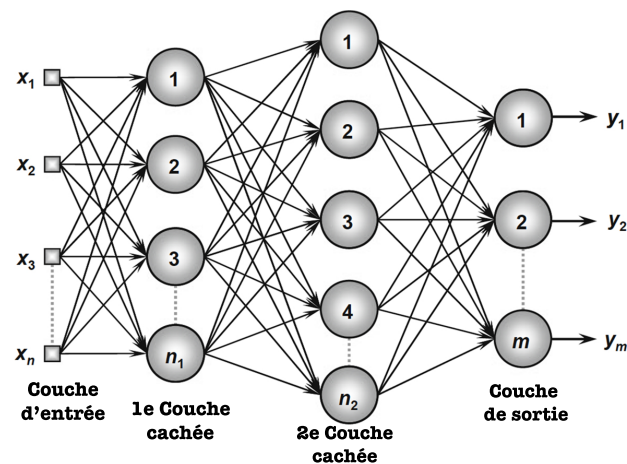 x1
x2
x3
xn
1
2
3
n1
1
2
3
4
n2
1
2
m
y1
y2
ym
Couche
d'entrée
1e Couche
cachée
2e Couche
cachée
Couche
de sortie